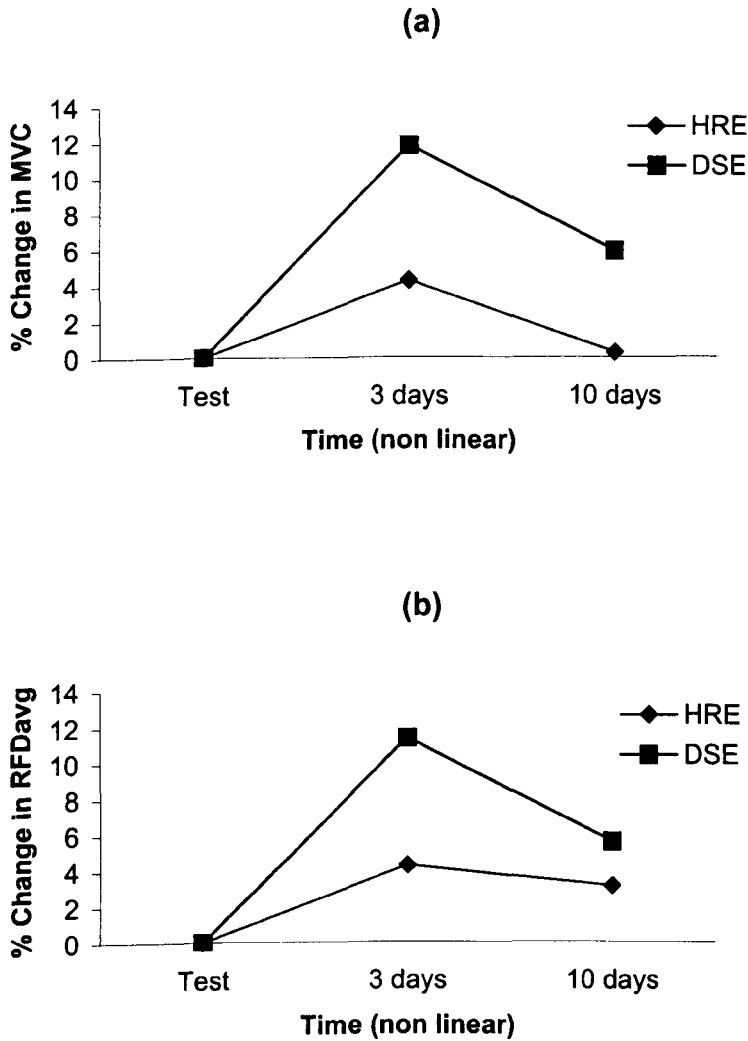 (a)
14
12
10
8
6
4
2
0
% Change in MVC
HRE
DSE
Test 3 days 10 days
Time (non linear)
(b)
14
12
10
8
6
4
2
0
% Change in RFDavg
HRE
DSE
Test 3 days 10 days
Time (non linear)